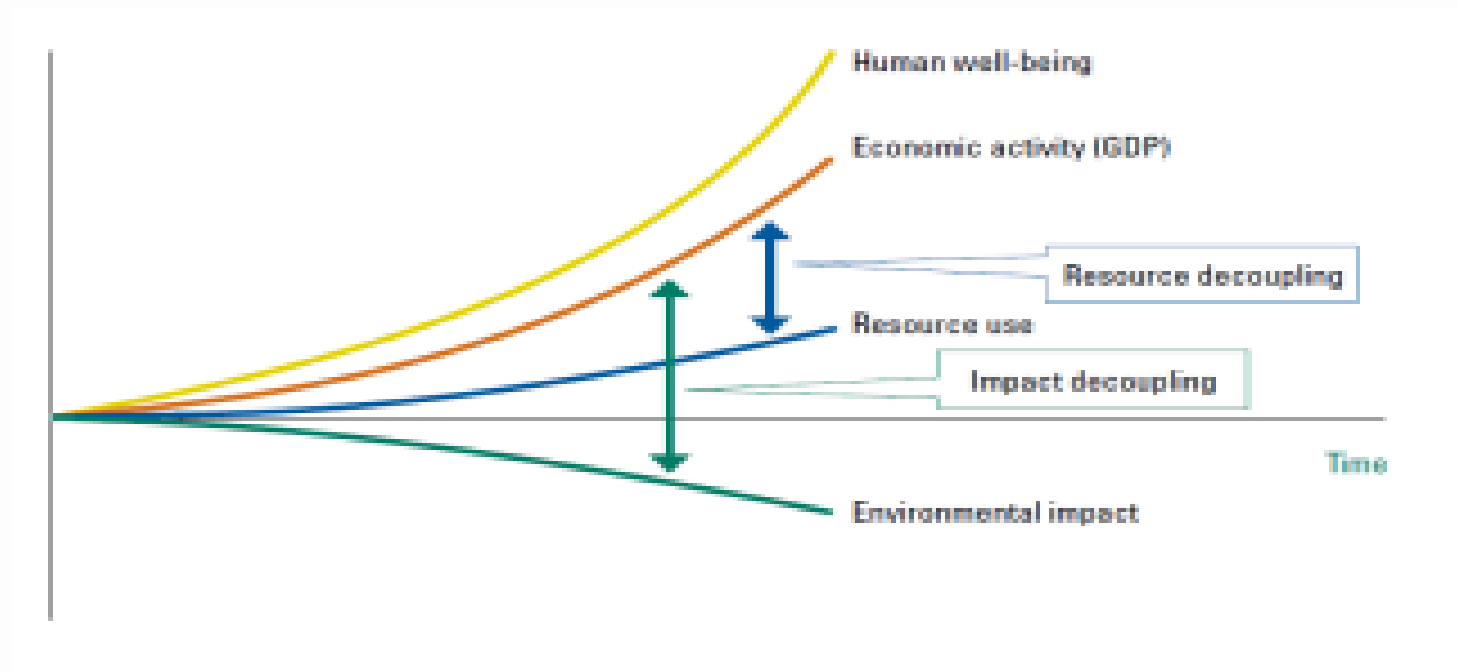 Human well-being
Economic activity (GDP)
Resource decoupling
Resource use
Impact decoupling
Time
Environmental impact